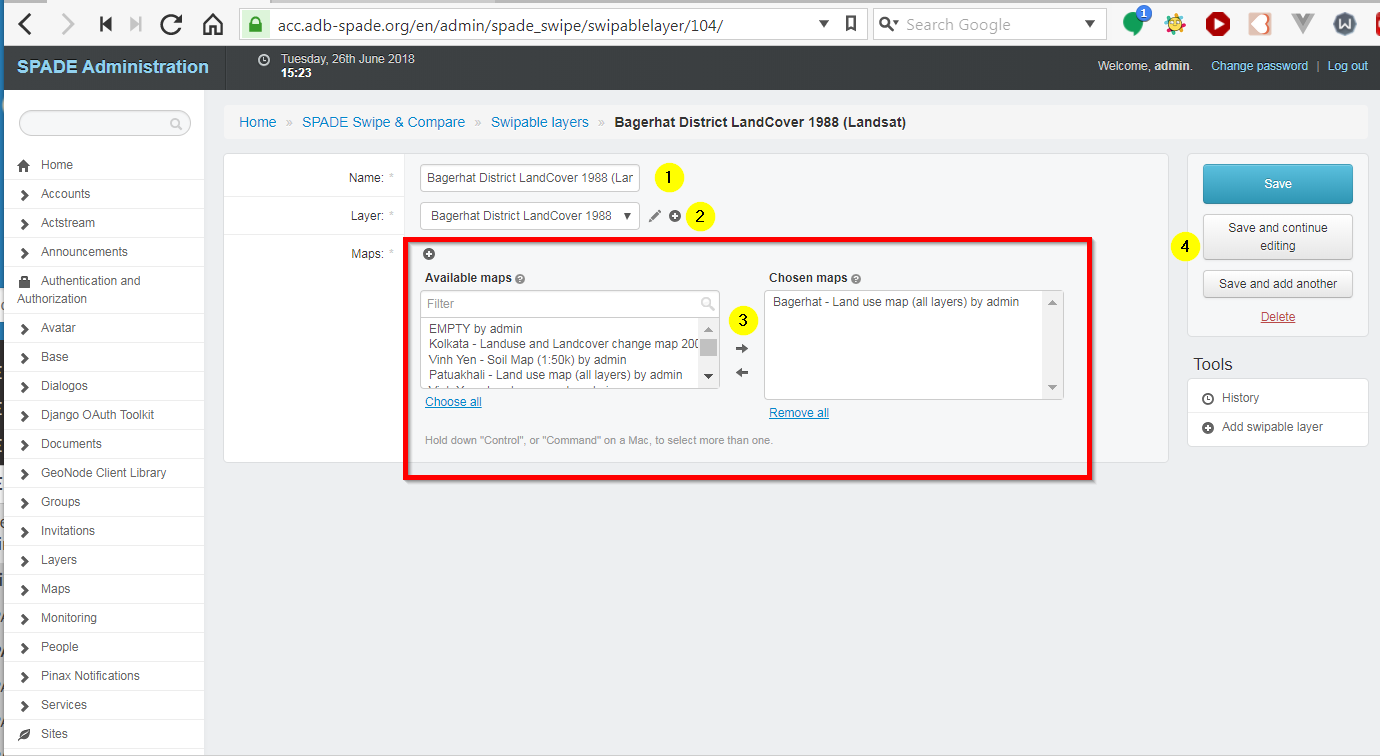 acc.adb-spade.org/en/admin/spade_swipe/swipablelayer/104/
Search Google
1
SPADE Administration
Tuesday, 26th June 2018
15:23
Welcome, admin. Change password | Log out
Home » SPADE Swipe & Compare » Swipable layers » Bagerhat District LandCover 1988 (Landsat)
Home
Accounts
Actstream
Announcements
Authentication and
Authorization
Avatar
Base
Dialogos
Django OAuth Toolkit
Documents
GeoNode Client Library
Groups
Invitations
Layers
Maps
Monitoring
People
Pinax Notifications
Services
Sites
Name: *
Bagerhat District LandCover 1988 (Lar
1
Layer: *
Bagerhat District LandCover 1988
2
Maps: *
Available maps
Filter
EMPTY by admin
Kolkata - Landuse and Landcover change map 200
Vinh Yen - Soil Map (1:50k) by admin
Patuakhali - Land use map (all layers) by admin
Choose all
3
Chosen maps
Bagerhat - Land use map (all layers) by admin
Remove all
Hold down "Control", or "Command" on a Mac, to select more than one.
Save
4
Save and continue
editing
Save and add another
Delete
Tools
History
Add swipable layer